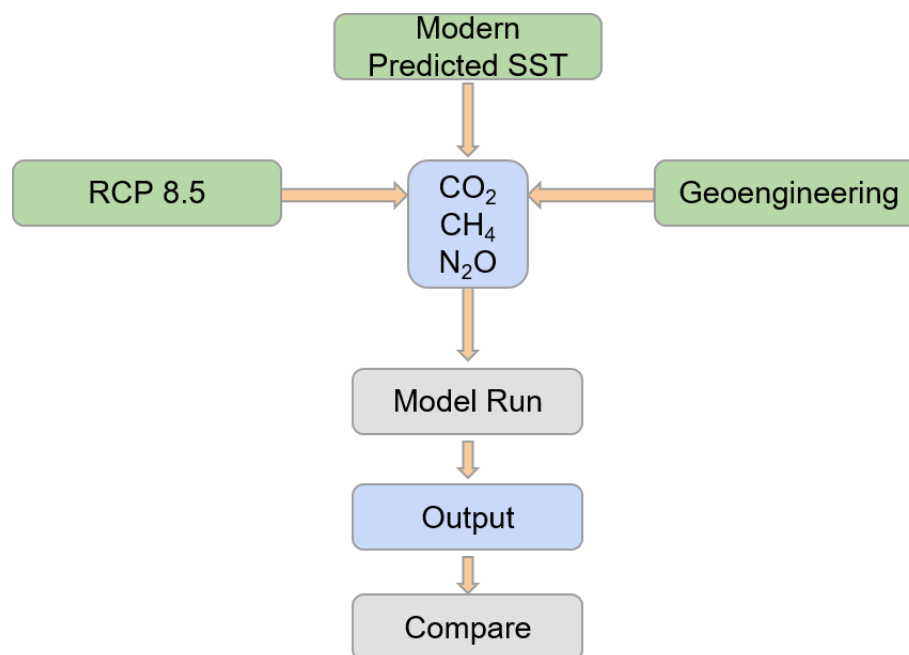 Modern
Predicted SST
RCP 8.5
CO₂
CH₄
N₂O
Geoengineering
Model Run
Output
Compare